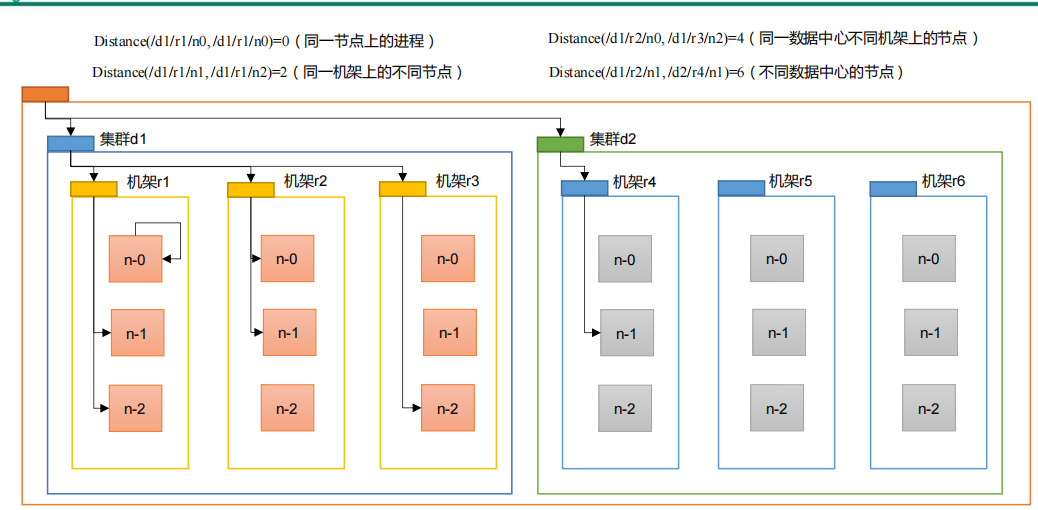 Distance(/d1/r1/n0, /d1/r1/n0)=0（同一节点上的进程）
Distance(/d1/r2/n0, /d1/r3/n2)=4（同一数据中心不同机架上的节点）
Distance(/d1/r1/n1, /d1/r1/n2)=2（同一机架上的不同节点）
Distance(/d1/r2/n1, /d2/r4/n1)=6（不同数据中心的节点）
集群d1
集群d2
机架r1
机架r2
机架r3
机架r4
机架r5
机架r6
n-0
n-0
n-0
n-0
n-0
n-0
n-1
n-1
n-1
n-1
n-1
n-1
n-2
n-2
n-2
n-2
n-2
n-2